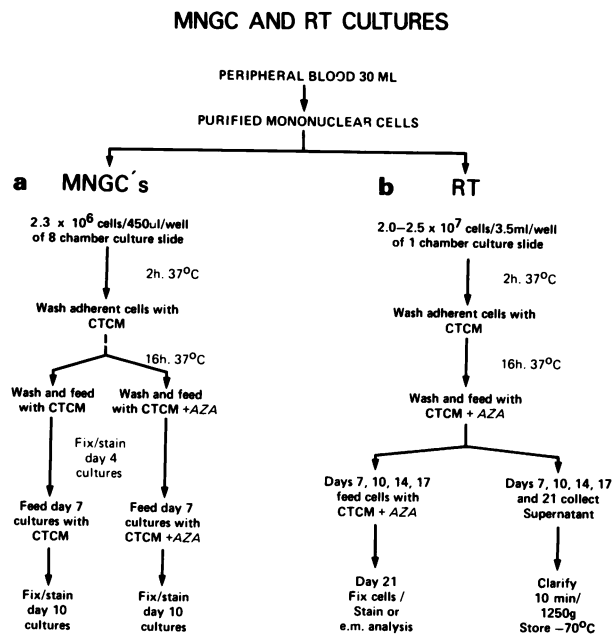 MNGC AND RT CULTURES
PERIPHERAL BLOOD 30 ML
PURIFIED MONONUCLEAR CELLS
a MNGC's
2.3 x 10⁶ cells/450ul/well
of 8 chamber culture slide
2h. 37°C
Wash adherent cells with
CTCM
16h. 37°C
Wash and feed
with CTCM
Wash and feed
with CTCM +AZA
Fix/stain
day 4
cultures
Feed day 7
cultures with
CTCM
Feed day 7
cultures with
CTCM +AZA
Fix/stain
day 10
cultures
Fix/stain
day 10
cultures
b RT
2.0–2.5 x 10⁷ cells/3.5ml/well
of 1 chamber culture slide
2h. 37°C
Wash adherent cells with
CTCM
16h. 37°C
Wash and feed with
CTCM + AZA
Days 7, 10, 14, 17
feed cells with
CTCM + AZA
Days 7, 10, 14, 17
and 21 collect
Supernatant
Day 21
Fix cells /
Stain or
e.m. analysis
Clarify
10 min/
1250g
Store –70°C